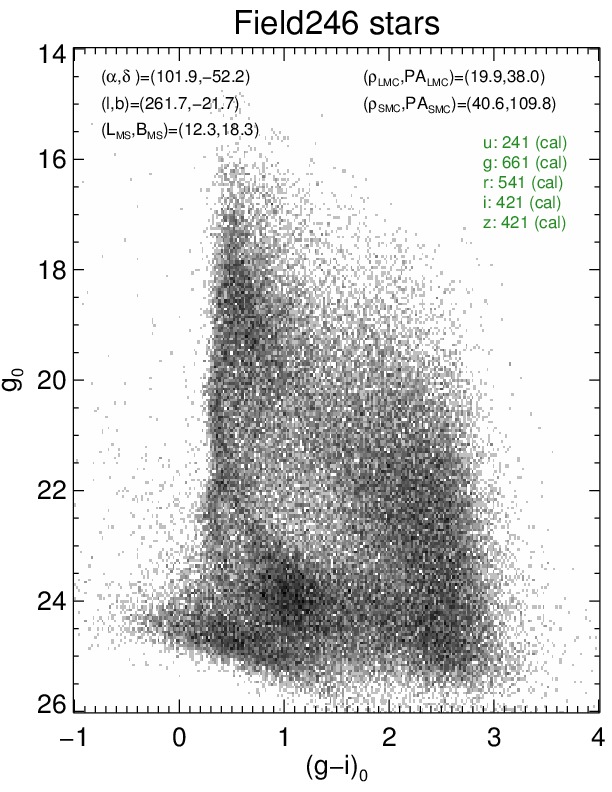 Field246 stars
(α,δ )=(101.9,−52.2)
(ρLMC,PALMC)=(19.9,38.0)
(l,b)=(261.7,−21.7)
(ρSMC,PASMC)=(40.6,109.8)
(LMS,BMS)=(12.3,18.3)
u: 241 (cal)
g: 661 (cal)
r: 541 (cal)
i: 421 (cal)
z: 421 (cal)
14
16
18
20
22
24
26
g0
−1 0 1 2 3 4
(g−i)0